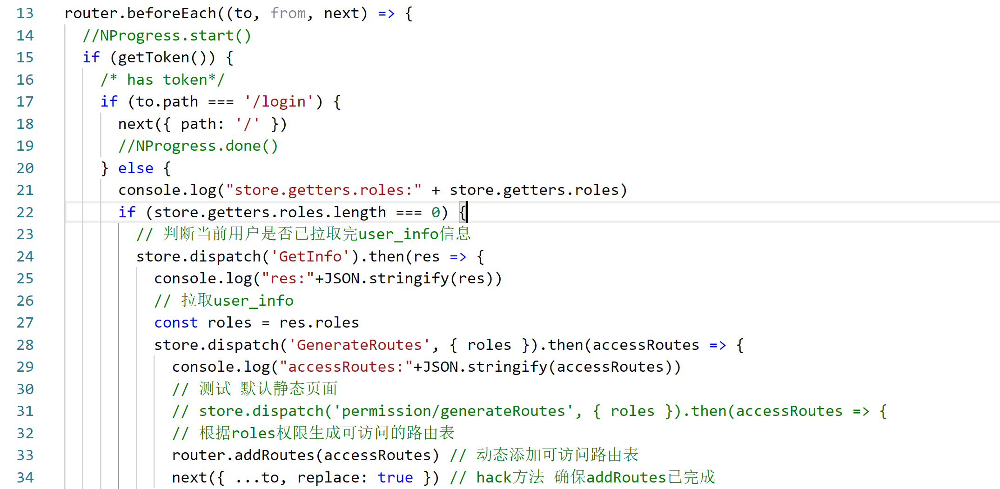 13 router.beforeEach((to, from, next) => {
14 //NProgress.start()
15 if (getToken()) {
16 /* has token*/
17 if (to.path === '/login') {
18 next({ path: '/' })
19 //NProgress.done()
20 } else {
21 console.log("store.getters.roles:" + store.getters.roles)
22 if (store.getters.roles.length === 0) {
23 // 判断当前用户是否已拉取完user_info信息
24 store.dispatch('GetInfo').then(res => {
25 console.log("res:"+JSON.stringify(res))
26 // 拉取user_info
27 const roles = res.roles
28 store.dispatch('GenerateRoutes', { roles }).then(accessRoutes => {
29 console.log("accessRoutes:"+JSON.stringify(accessRoutes))
30 // 测试 默认静态页面
31 // store.dispatch('permission/generateRoutes', { roles }).then(accessRoutes => {
32 // 根据roles权限生成可访问的路由表
33 router.addRoutes(accessRoutes) // 动态添加可访问路由表
34 next({ ...to, replace: true }) // hack方法 确保addRoutes已完成